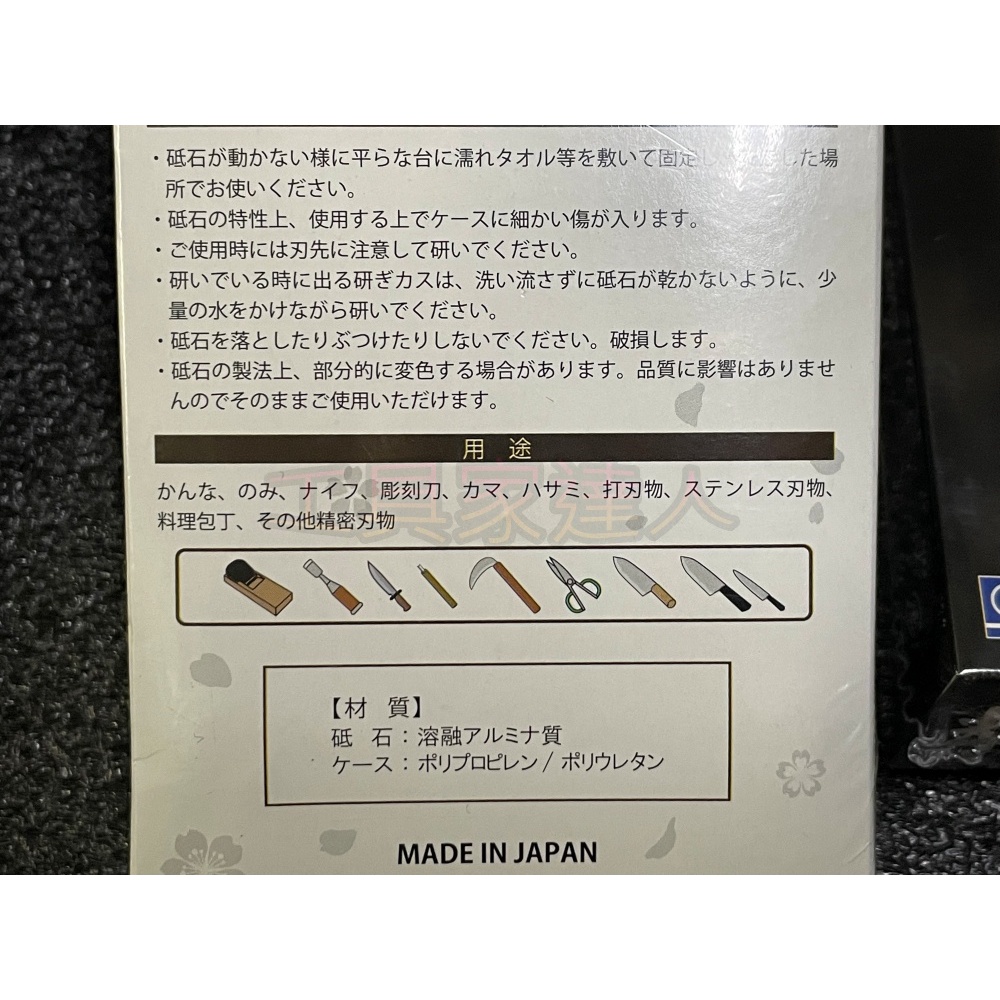 ・砥石が動かない様に平らな台に濡れタオル等を敷いて固定し した場
所でお使いください。
・砥石の特性上、使用する上でケースに細かい傷が入ります。
・ご使用時には刃先に注意して研いでください。
・研いでいる時に出る研ぎカスは、洗い流さずに砥石が乾かないように、少
量の水をかけながら研いでください。
・砥石を落としたりぶつけたりしないでください。破損します。
・砥石の製法上、部分的に変色する場合があります。品質に影響はありませ
んのでそのままご使用いただけます。
用 途
工具家達人
かんな、のみ、ナイフ、彫刻刀、カマ、ハサミ、打刃物、ステンレス刃物、
料理包丁、その他精密刃物
【材 質】
砥 石：溶融アルミナ質
ケース：ポリプロピレン / ポリウレタン
MADE IN JAPAN